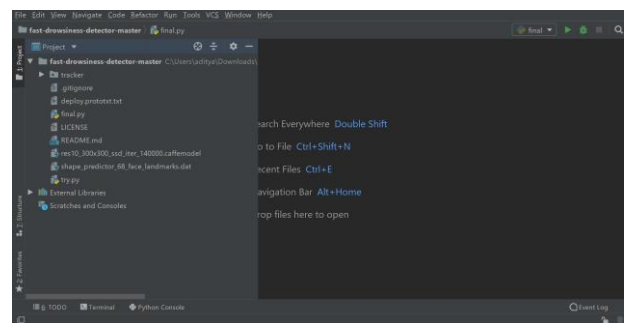 File Edit View Navigate Code Refactor Run Tools VCS Window Help
fast-drowsiness-detector-master final.py final
1: Project
Project
fast-drowsiness-detector-master C:\Users\aditya\Downloads\
tracker
.gitignore
deploy.prototxt.txt
final.py
LICENSE
README.md
res10_300x300_ssd_iter_140000.caffemodel
shape_predictor_68_face_landmarks.dat
try.py
External Libraries
Scratches and Consoles
earch Everywhere Double Shift
o to File Ctrl+Shift+N
ecent Files Ctrl+E
avigation Bar Alt+Home
rop files here to open
Z: Structure
2: Favorites
6: TODO Terminal Python Console Event Log